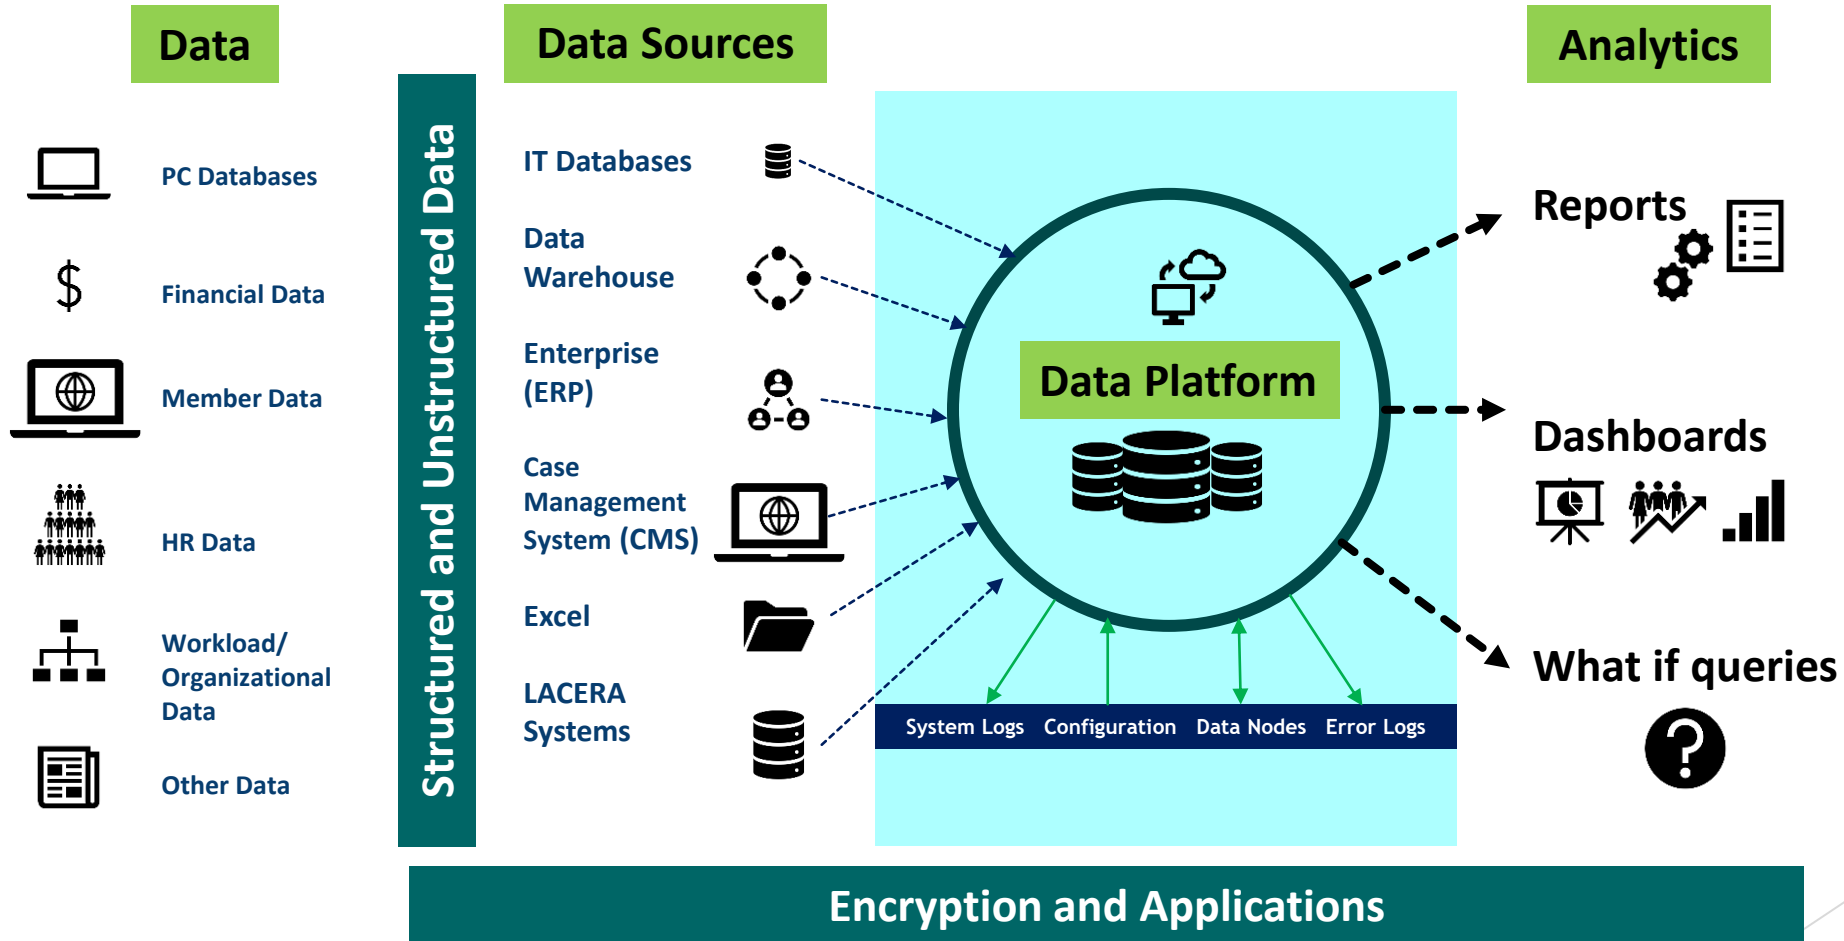 Data
PC Databases
Financial Data
Member Data
HR Data
Workload/
Organizational
Data
Other Data
Structured and Unstructured Data
Data Sources
IT Databases
Data
Warehouse
Enterprise
(ERP)
Case
Management
System (CMS)
Excel
LACERA
Systems
Data Platform
System Logs Configuration Data Nodes Error Logs
Analytics
Reports
Dashboards
What if queries
Encryption and Applications